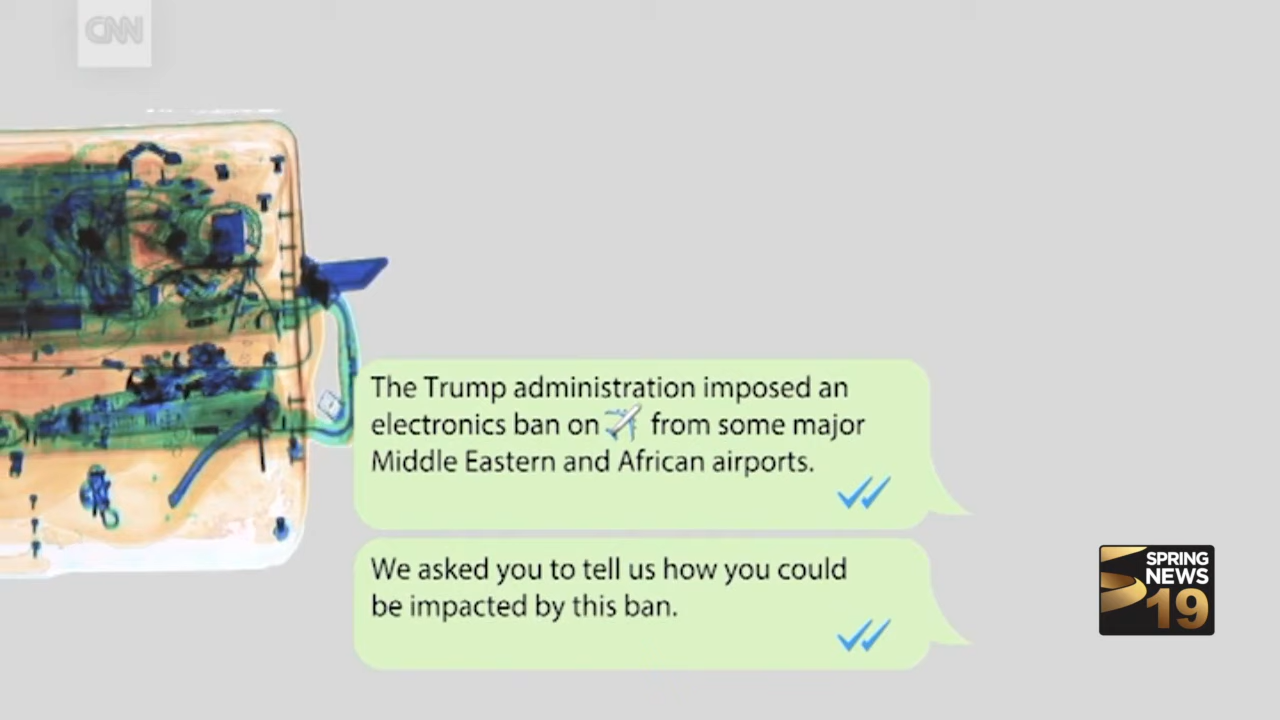 CNN
The Trump administration imposed an
electronics ban on ✈️ from some major
Middle Eastern and African airports.
We asked you to tell us how you could
be impacted by this ban.
SPRING
NEWS
19